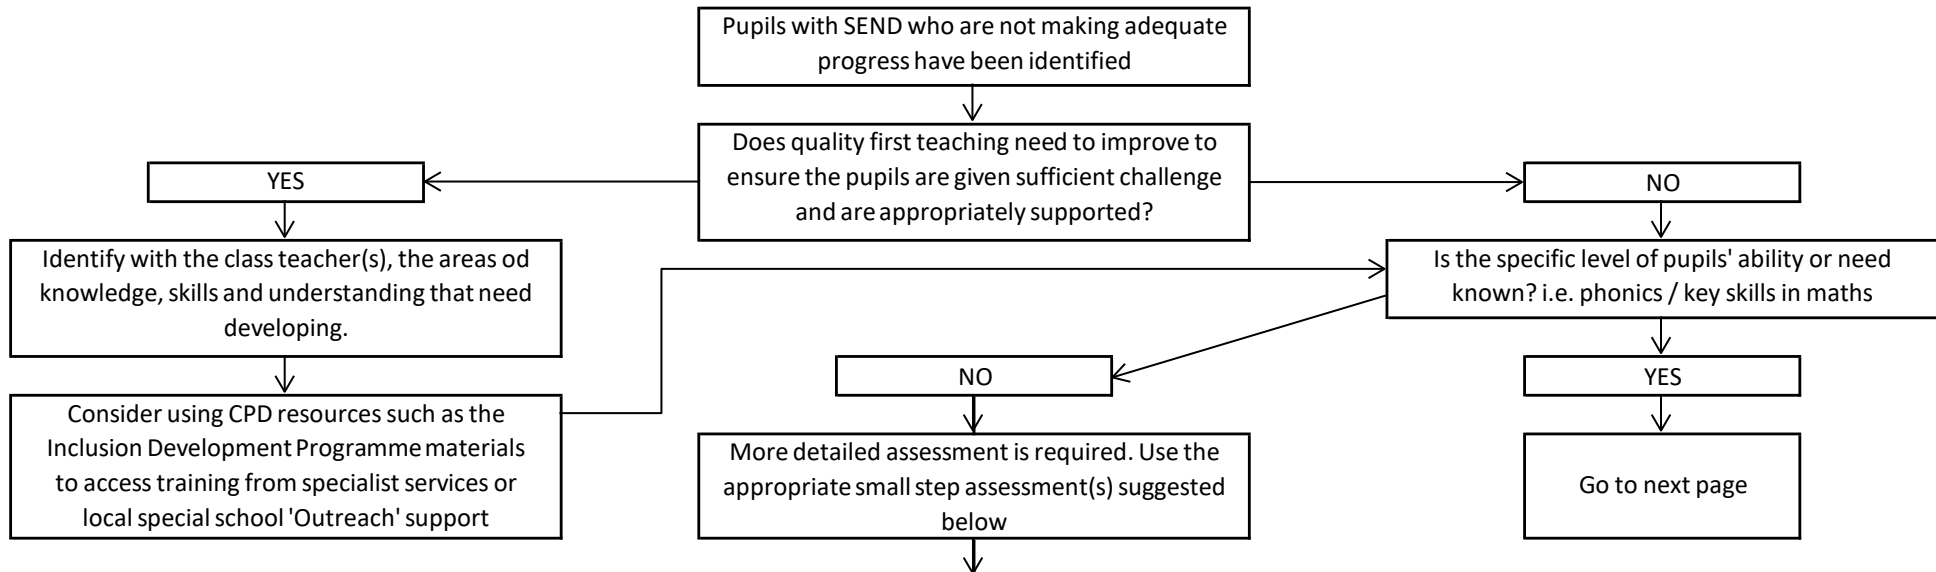 Pupils with SEND who are not making adequate
progress have been identified
Does quality first teaching need to improve to
ensure the pupils are given sufficient challenge
and are appropriately supported?
YES
NO
Identify with the class teacher(s), the areas od
knowledge, skills and understanding that need
developing.
Is the specific level of pupils' ability or need
known? i.e. phonics / key skills in maths
NO
YES
Consider using CPD resources such as the
Inclusion Development Programme materials
to access training from specialist services or
local special school 'Outreach' support
More detailed assessment is required. Use the
appropriate small step assessment(s) suggested
below
Go to next page